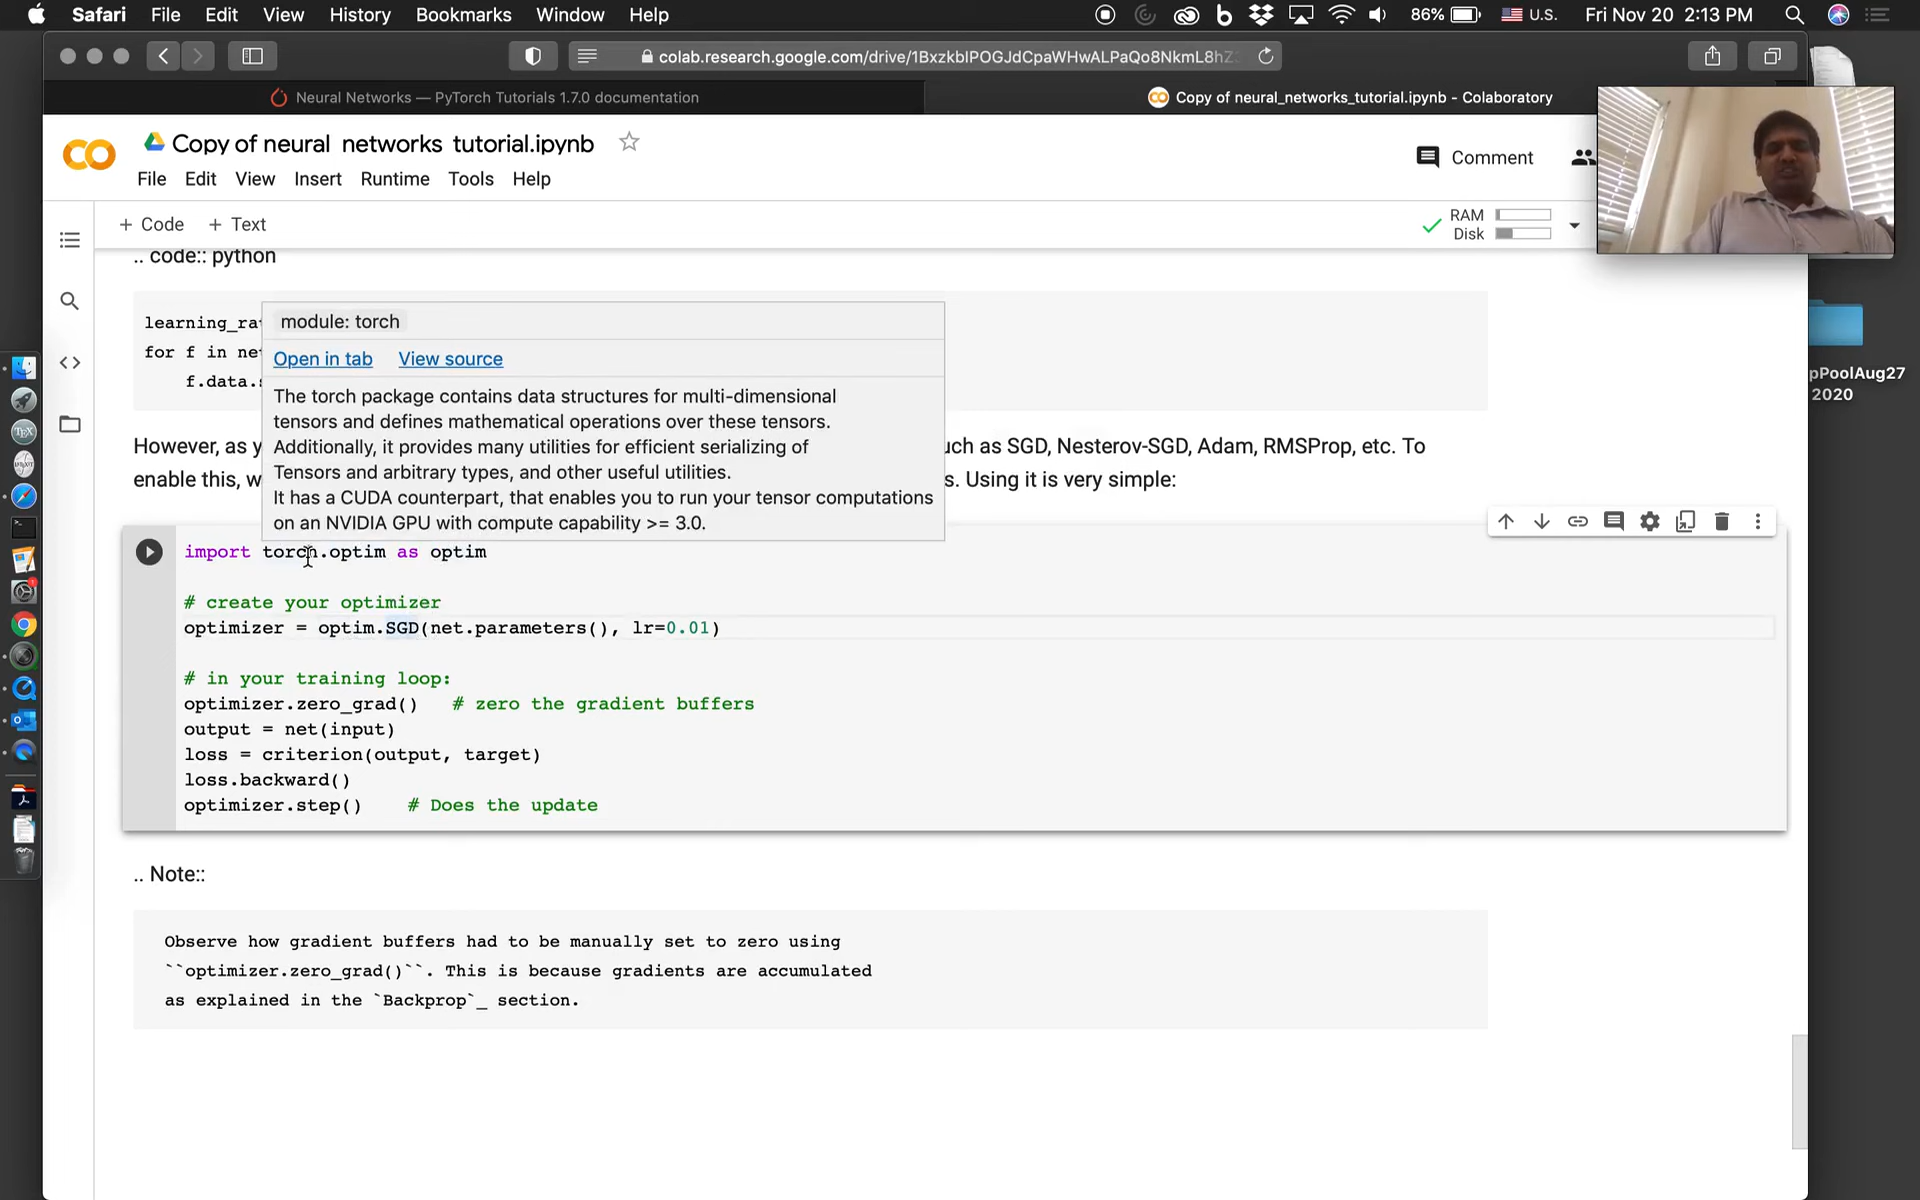 Safari File Edit View History Bookmarks Window Help 86% U.S. Fri Nov 20 2:13 PM
colab.research.google.com/drive/1BxzkblPOGJdCpaWHwALPaQo8NkmL8hZ
Neural Networks — PyTorch Tutorials 1.7.0 documentation
Copy of neural_networks_tutorial.ipynb - Colaboratory
Copy of neural networks tutorial.ipynb
Comment
File Edit View Insert Runtime Tools Help
+ Code + Text
RAM
Disk
.. code:: python
learning_ra
for f in ne
f.data.
module: torch
Open in tab View source
The torch package contains data structures for multi-dimensional
tensors and defines mathematical operations over these tensors.
Additionally, it provides many utilities for efficient serializing of
Tensors and arbitrary types, and other useful utilities.
It has a CUDA counterpart, that enables you to run your tensor computations
on an NVIDIA GPU with compute capability >= 3.0.
However, as y uch as SGD, Nesterov-SGD, Adam, RMSProp, etc. To
enable this, w s. Using it is very simple:
import torch.optim as optim
# create your optimizer
optimizer = optim.SGD(net.parameters(), lr=0.01)
# in your training loop:
optimizer.zero_grad() # zero the gradient buffers
output = net(input)
loss = criterion(output, target)
loss.backward()
optimizer.step() # Does the update
.. Note::
Observe how gradient buffers had to be manually set to zero using
``optimizer.zero_grad()``. This is because gradients are accumulated
as explained in the `Backprop`_ section.
pPoolAug27
2020